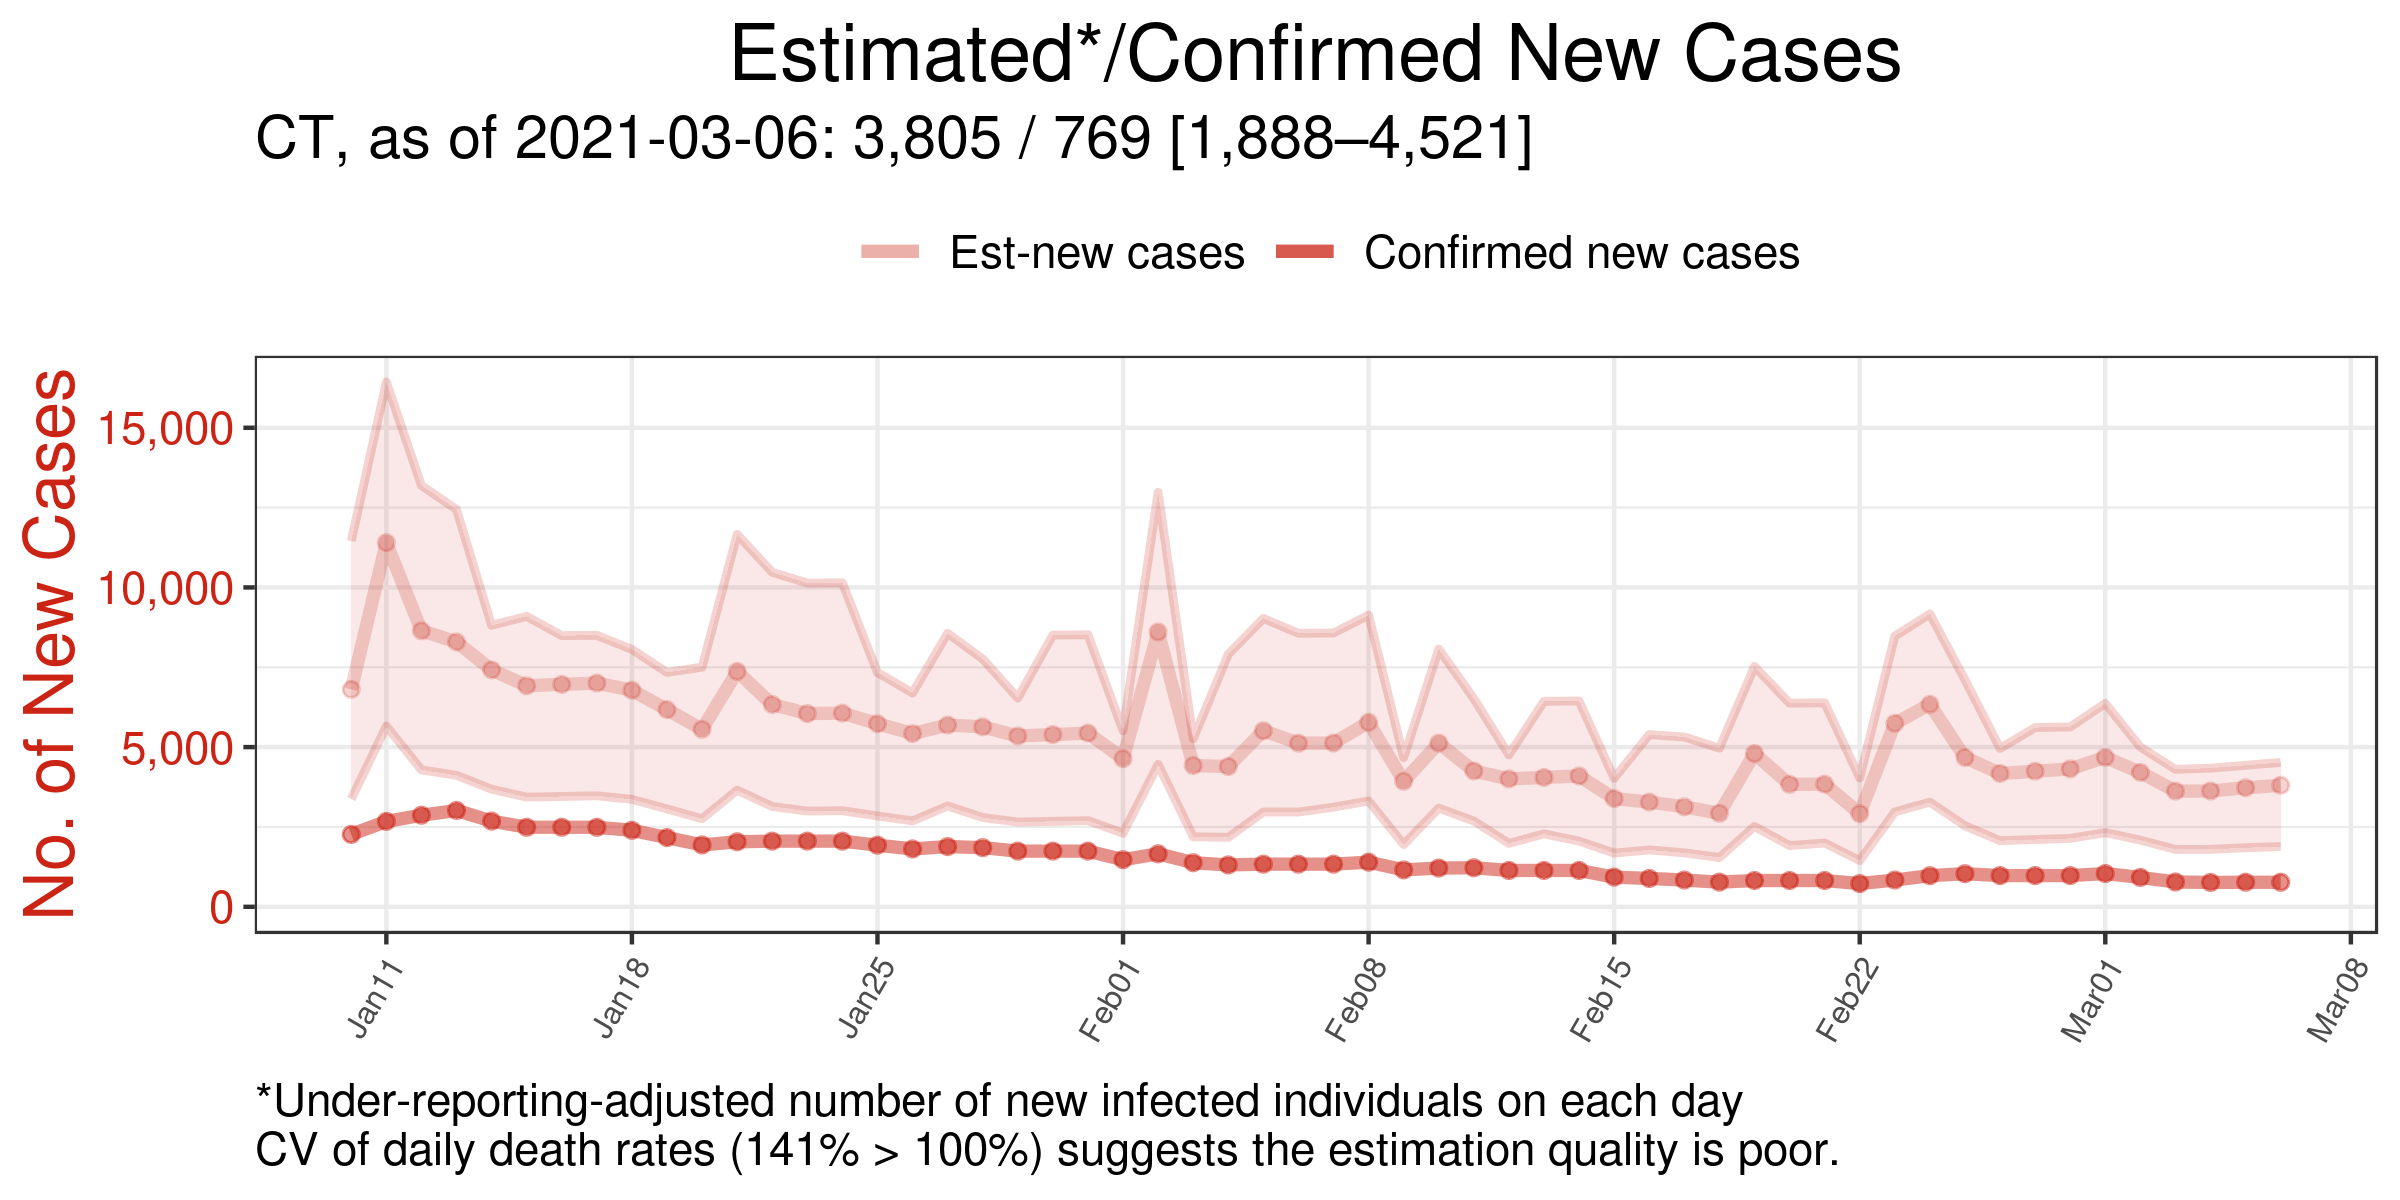 Estimated*/Confirmed New Cases
CT, as of 2021-03-06: 3,805 / 769 [1,888–4,521]
Est-new cases
Confirmed new cases
No. of New Cases
15,000
10,000
5,000
0
Jan11
Jan18
Jan25
Feb01
Feb08
Feb15
Feb22
Mar01
Mar08
*Under-reporting-adjusted number of new infected individuals on each day
CV of daily death rates (141% > 100%) suggests the estimation quality is poor.